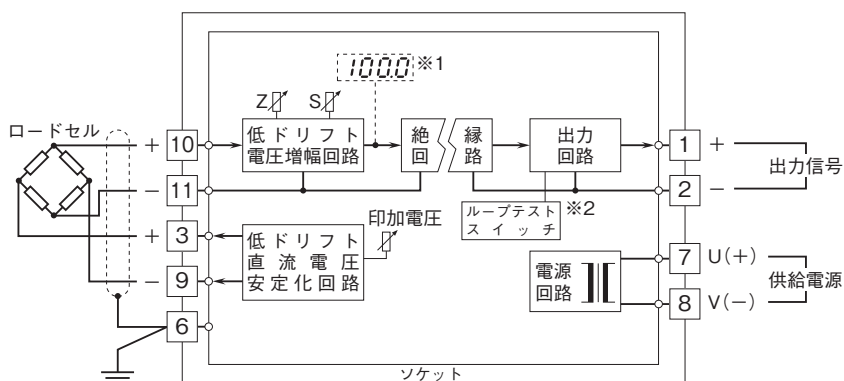 100.0 ※1
Z S
ロードセル
+ 10
低ドリフト
電圧増幅回路
絶 縁
回 路
出力
回路
1 +
出力信号
− 11
2 −
ループテスト
スイッチ
※2
印加電圧
+ 3
低ドリフト
直流電圧
安定化回路
− 9
電源
回路
7 U(+)
供給電源
8 V(−)
6
ソケット